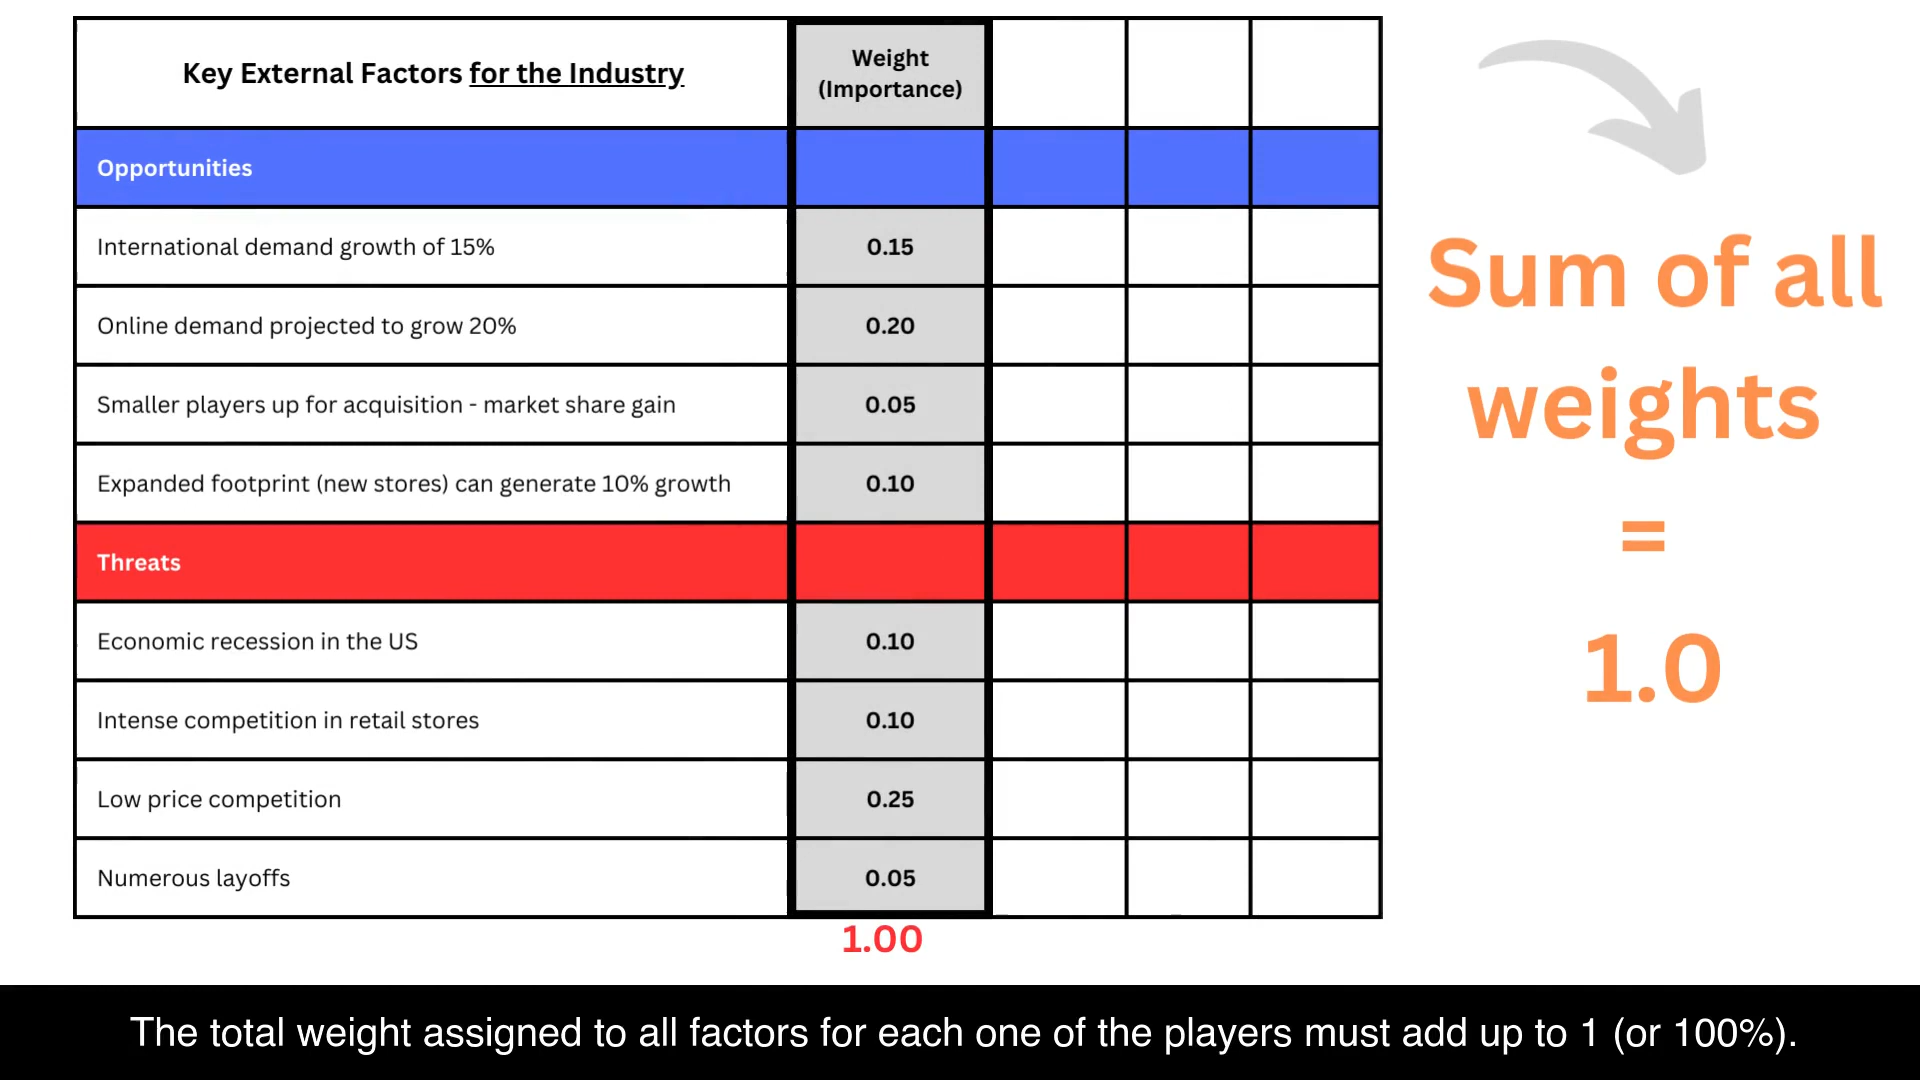 Key External Factors for the Industry
Weight
(Importance)
Opportunities
International demand growth of 15%
0.15
Online demand projected to grow 20%
0.20
Smaller players up for acquisition - market share gain
0.05
Expanded footprint (new stores) can generate 10% growth
0.10
Threats
Economic recession in the US
0.10
Intense competition in retail stores
0.10
Low price competition
0.25
Numerous layoffs
0.05
1.00
Sum of all
weights
=
1.0
The total weight assigned to all factors for each one of the players must add up to 1 (or 100%).